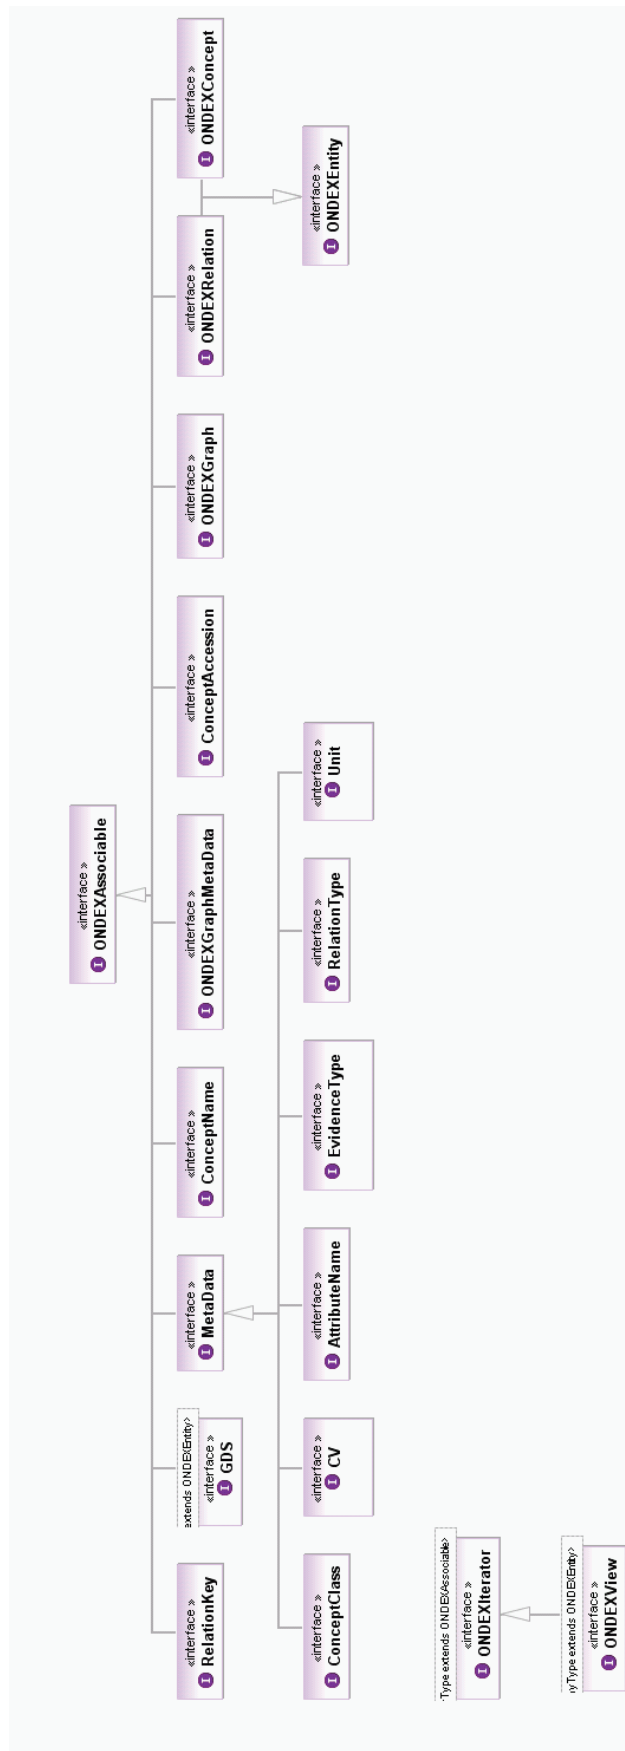 «interface »
I ONDEXAssociable
«interface »
I RelationKey
extends ONDEXEntity>
«interface »
I GDS
«interface »
I MetaData
«interface »
I ConceptName
«interface »
I ONDEXGraphMetaData
«interface »
I ConceptAccession
«interface »
I ONDEXGraph
«interface »
I ONDEXRelation
«interface »
I ONDEXConcept
«interface »
I ConceptClass
«interface »
I CV
«interface »
I AttributeName
«interface »
I EvidenceType
«interface »
I RelationType
«interface »
I Unit
«interface »
I ONDEXEntity
Type extends ONDEXAssociable>
«interface »
I ONDEXIterator
yType extends ONDEXEntity>
«interface »
I ONDEXView